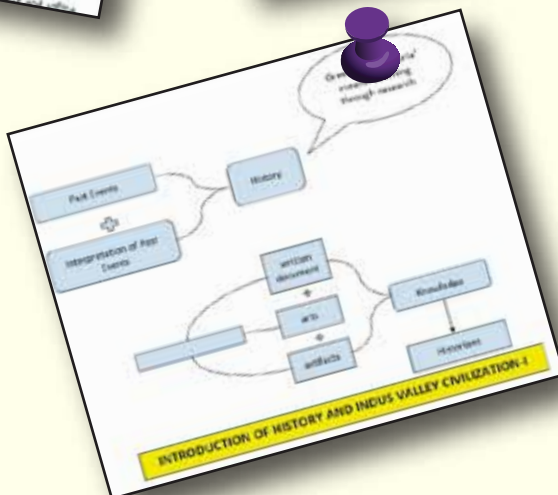 through research
History
Past Events
Interpretation of Past
Events
written
document
arts
artifacts
Knowledge
Historians
INTRODUCTION OF HISTORY AND INDUS VALLEY CIVILIZATION-I